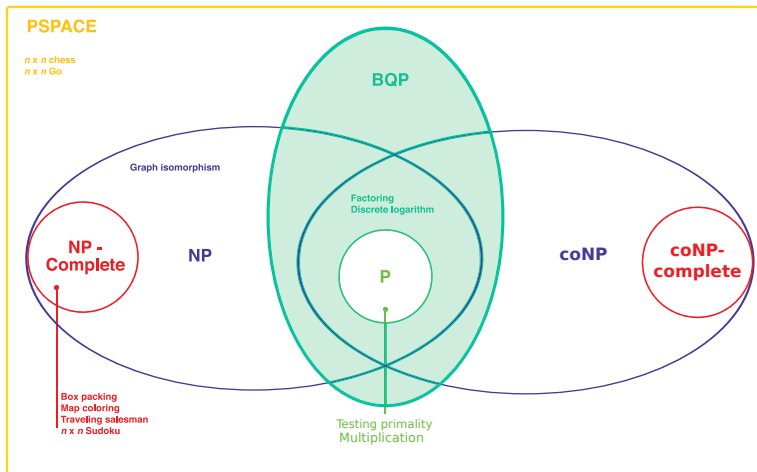 PSPACE
n x n chess
n x n Go
BQP
Graph isomorphism
Factoring
Discrete logarithm
NP -
Complete
NP
P
coNP
coNP-
complete
Box packing
Map coloring
Traveling salesman
n x n Sudoku
Testing primality
Multiplication